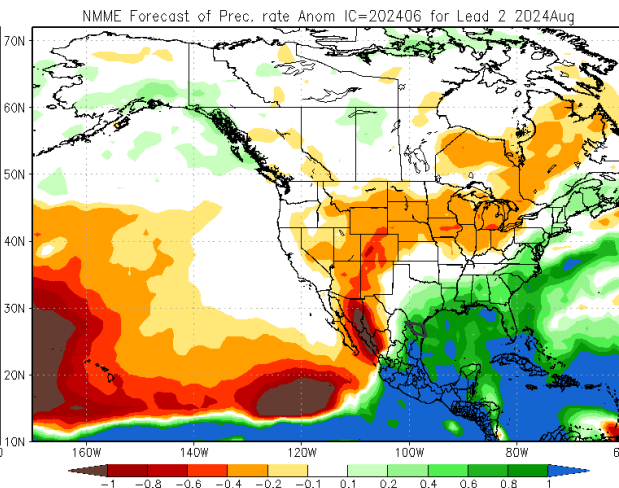 NMME Forecast of Prec. rate Anom IC=202406 for Lead 2 2024Aug
70N
60N
50N
40N
30N
20N
10N
0 160W 140W 120W 100W 80W 6
-1 -0.8 -0.6 -0.4 -0.2 -0.1 0.1 0.2 0.4 0.6 0.8 1